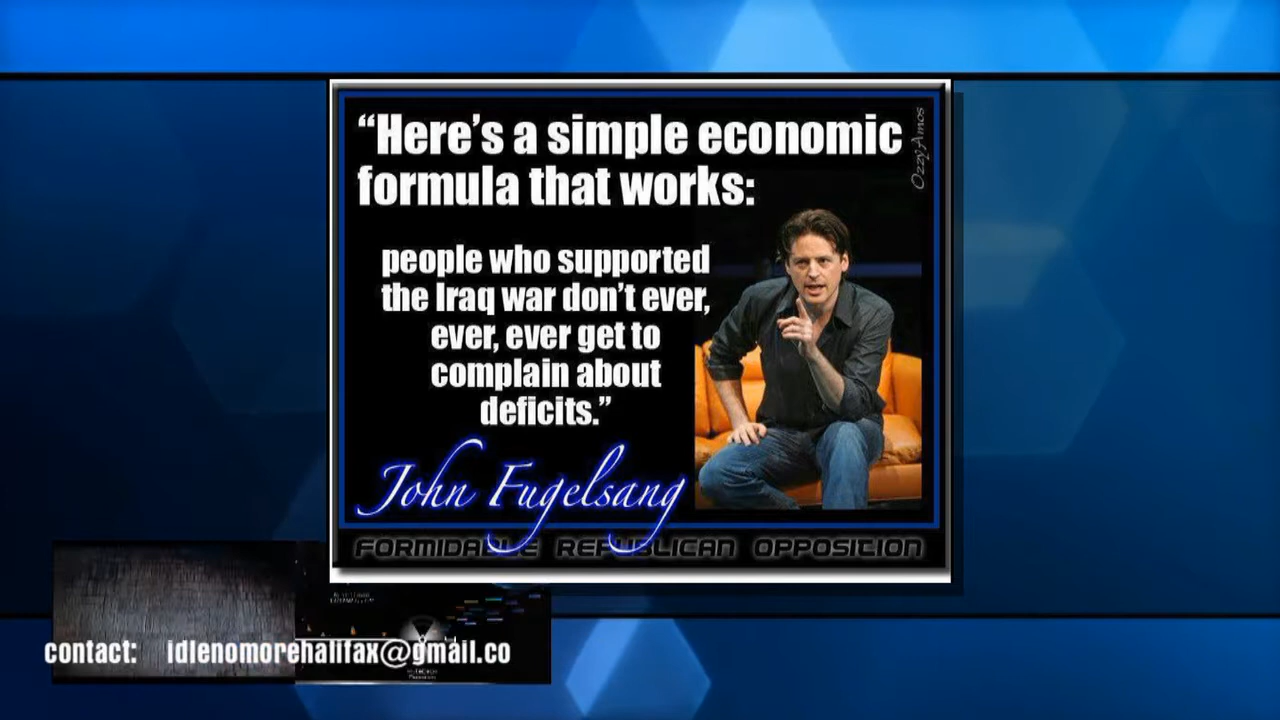 “Here’s a simple economic
formula that works:
OzzyAmos
people who supported
the Iraq war don’t ever,
ever, ever get to
complain about
deficits.”
John Fugelsang
FORMIDABLE REPUBLICAN OPPOSITION
contact: idlenomorehalifax@gmail.co